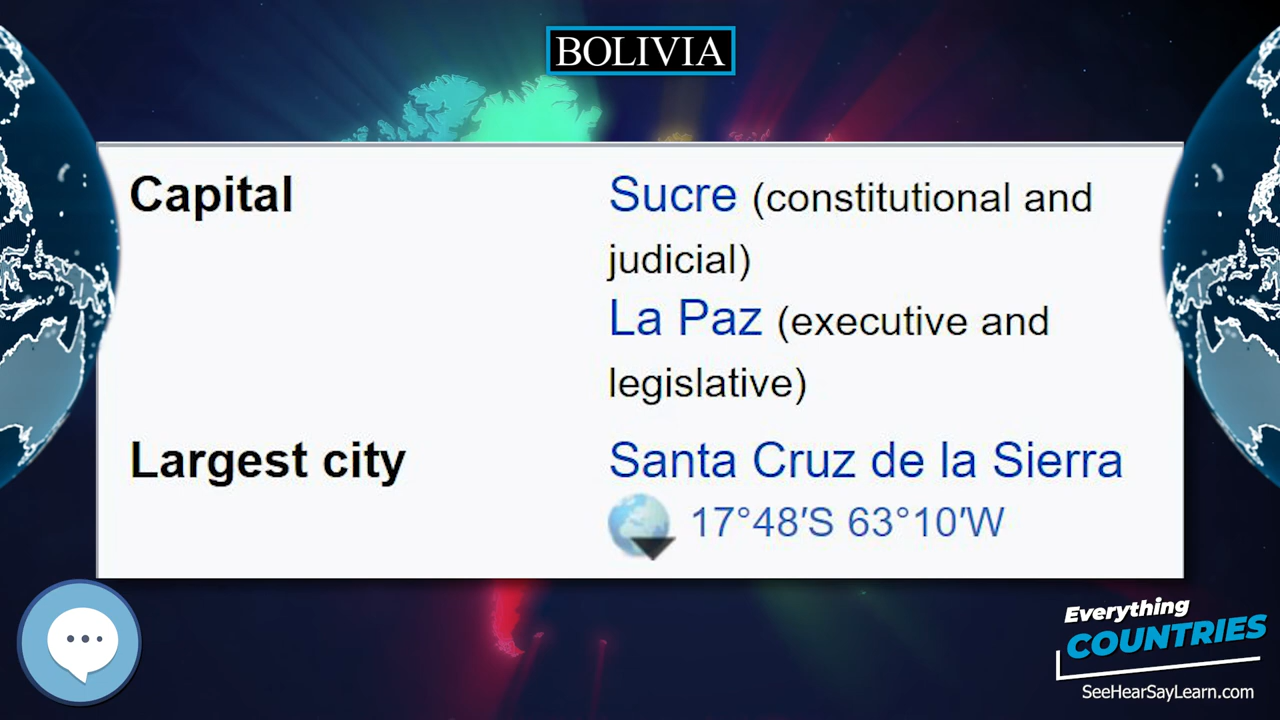 BOLIVIA
Capital
Sucre (constitutional and
judicial)
La Paz (executive and
legislative)
Largest city
Santa Cruz de la Sierra
17°48′S 63°10′W
Everything
COUNTRIES
SeeHearSayLearn.com